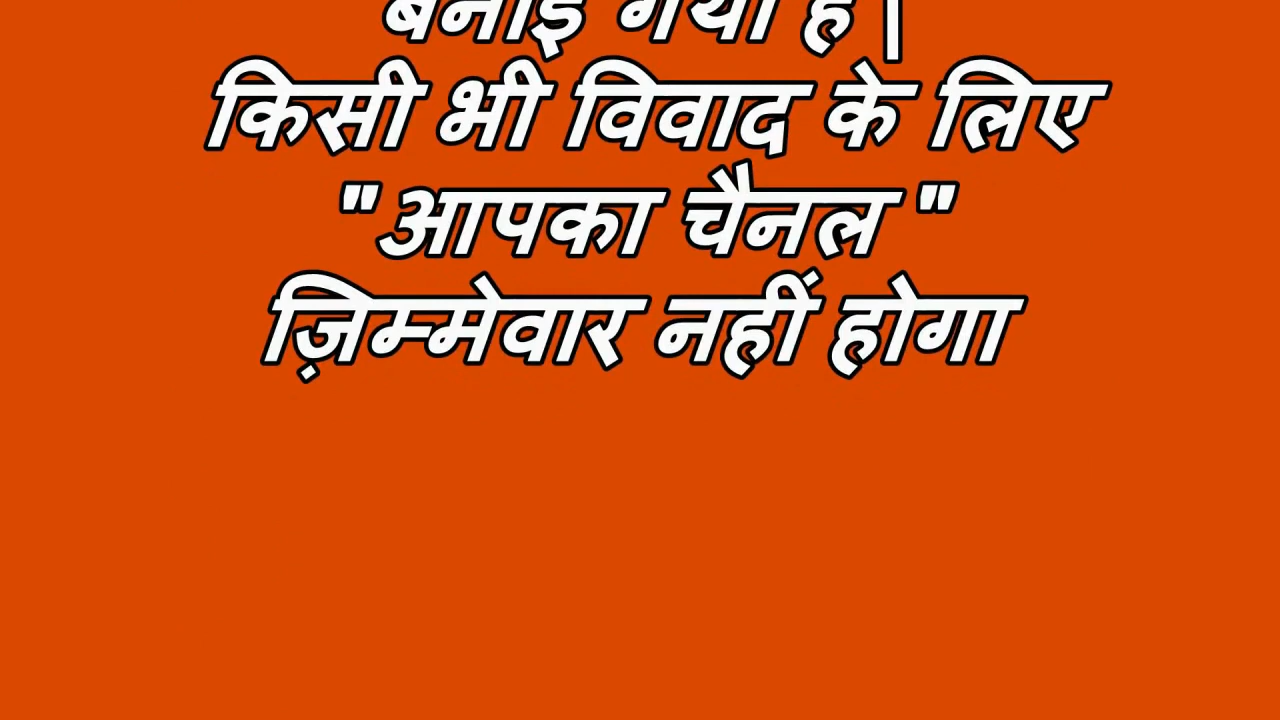 बनाई गयी है |
किसी भी विवाद के लिए
" आपका चैनल "
ज़िम्मेवार नहीं होगा